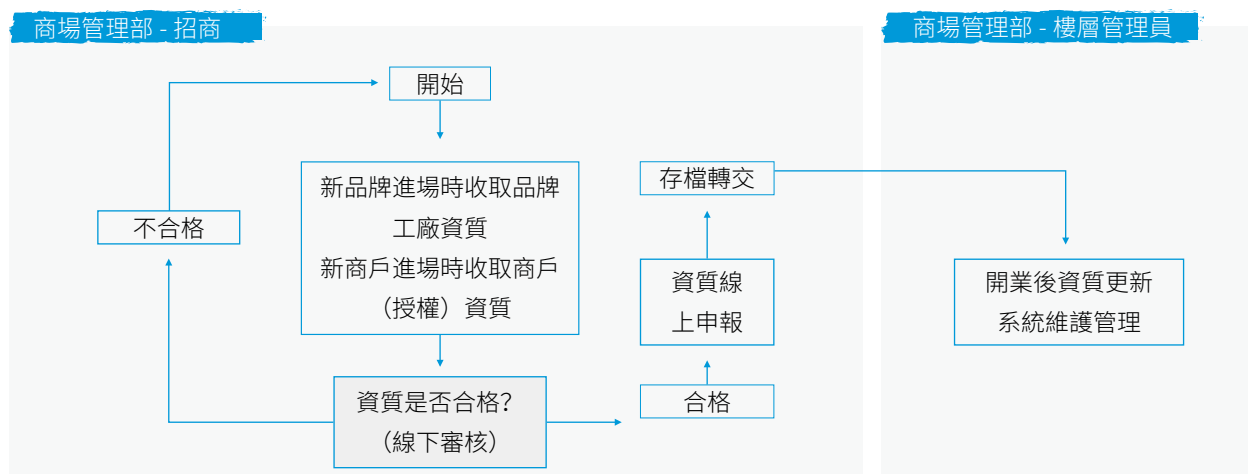 商場管理部 - 招商
商場管理部 - 樓層管理員
開始
新品牌進場時收取品牌
工廠資質
新商戶進場時收取商戶
（授權）資質
不合格
資質是否合格？
（線下審核）
合格
資質線
上申報
存檔轉交
開業後資質更新
系統維護管理